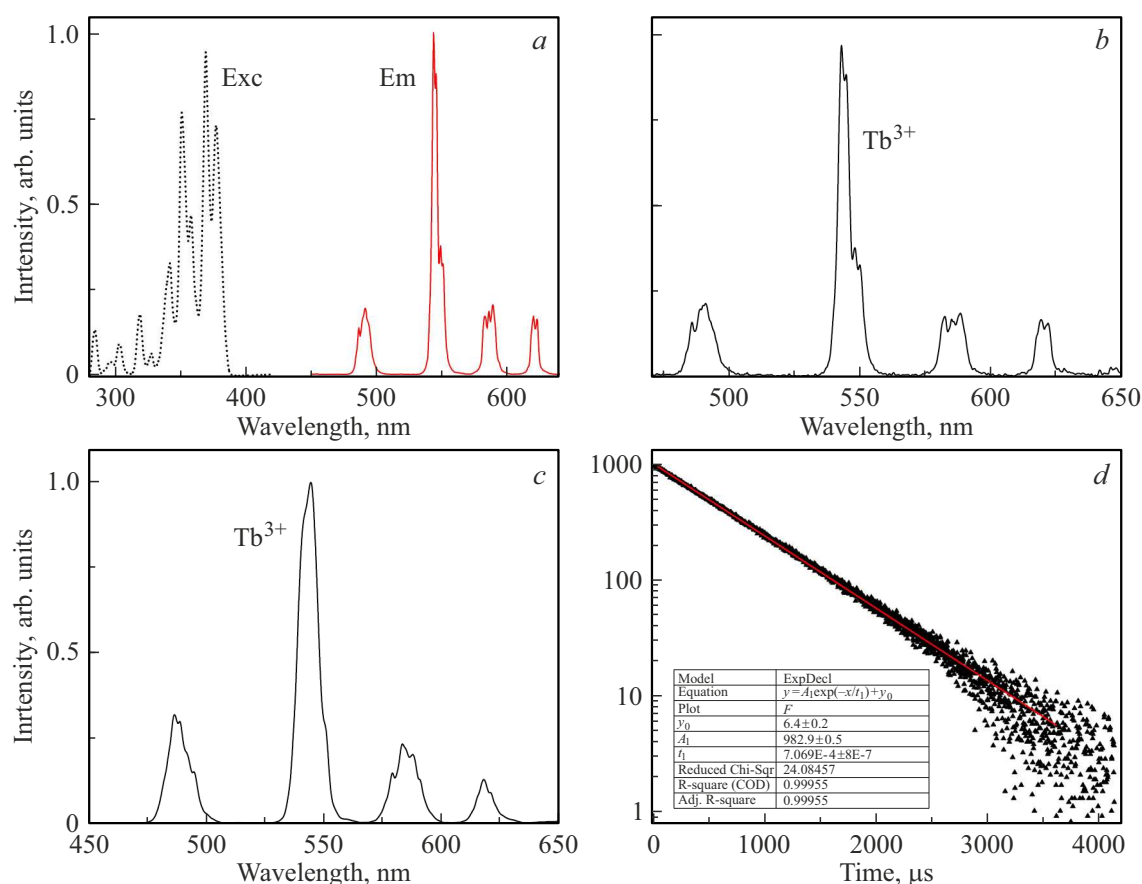 a
1.0
Exc
Em
0.5
0
300 400 500 600
Wavelength, nm
Inrtensity, arb. units
b
Tb3+
500 550 600 650
Wavelength, nm
c
1.0
Tb3+
0.5
0
450 500 550 600 650
Wavelength, nm
Inrtensity, arb. units
d
1000
100
10
1
Model ExpDecl
Equation y=A1exp(–x/t1)+y0
Plot F
y0 6.4±0.2
A1 982.9±0.5
t1 7.069E-4±8E-7
Reduced Chi-Sqr 24.08457
R-square (COD) 0.99955
Adj. R-square 0.99955
0 1000 2000 3000 4000
Time, μs